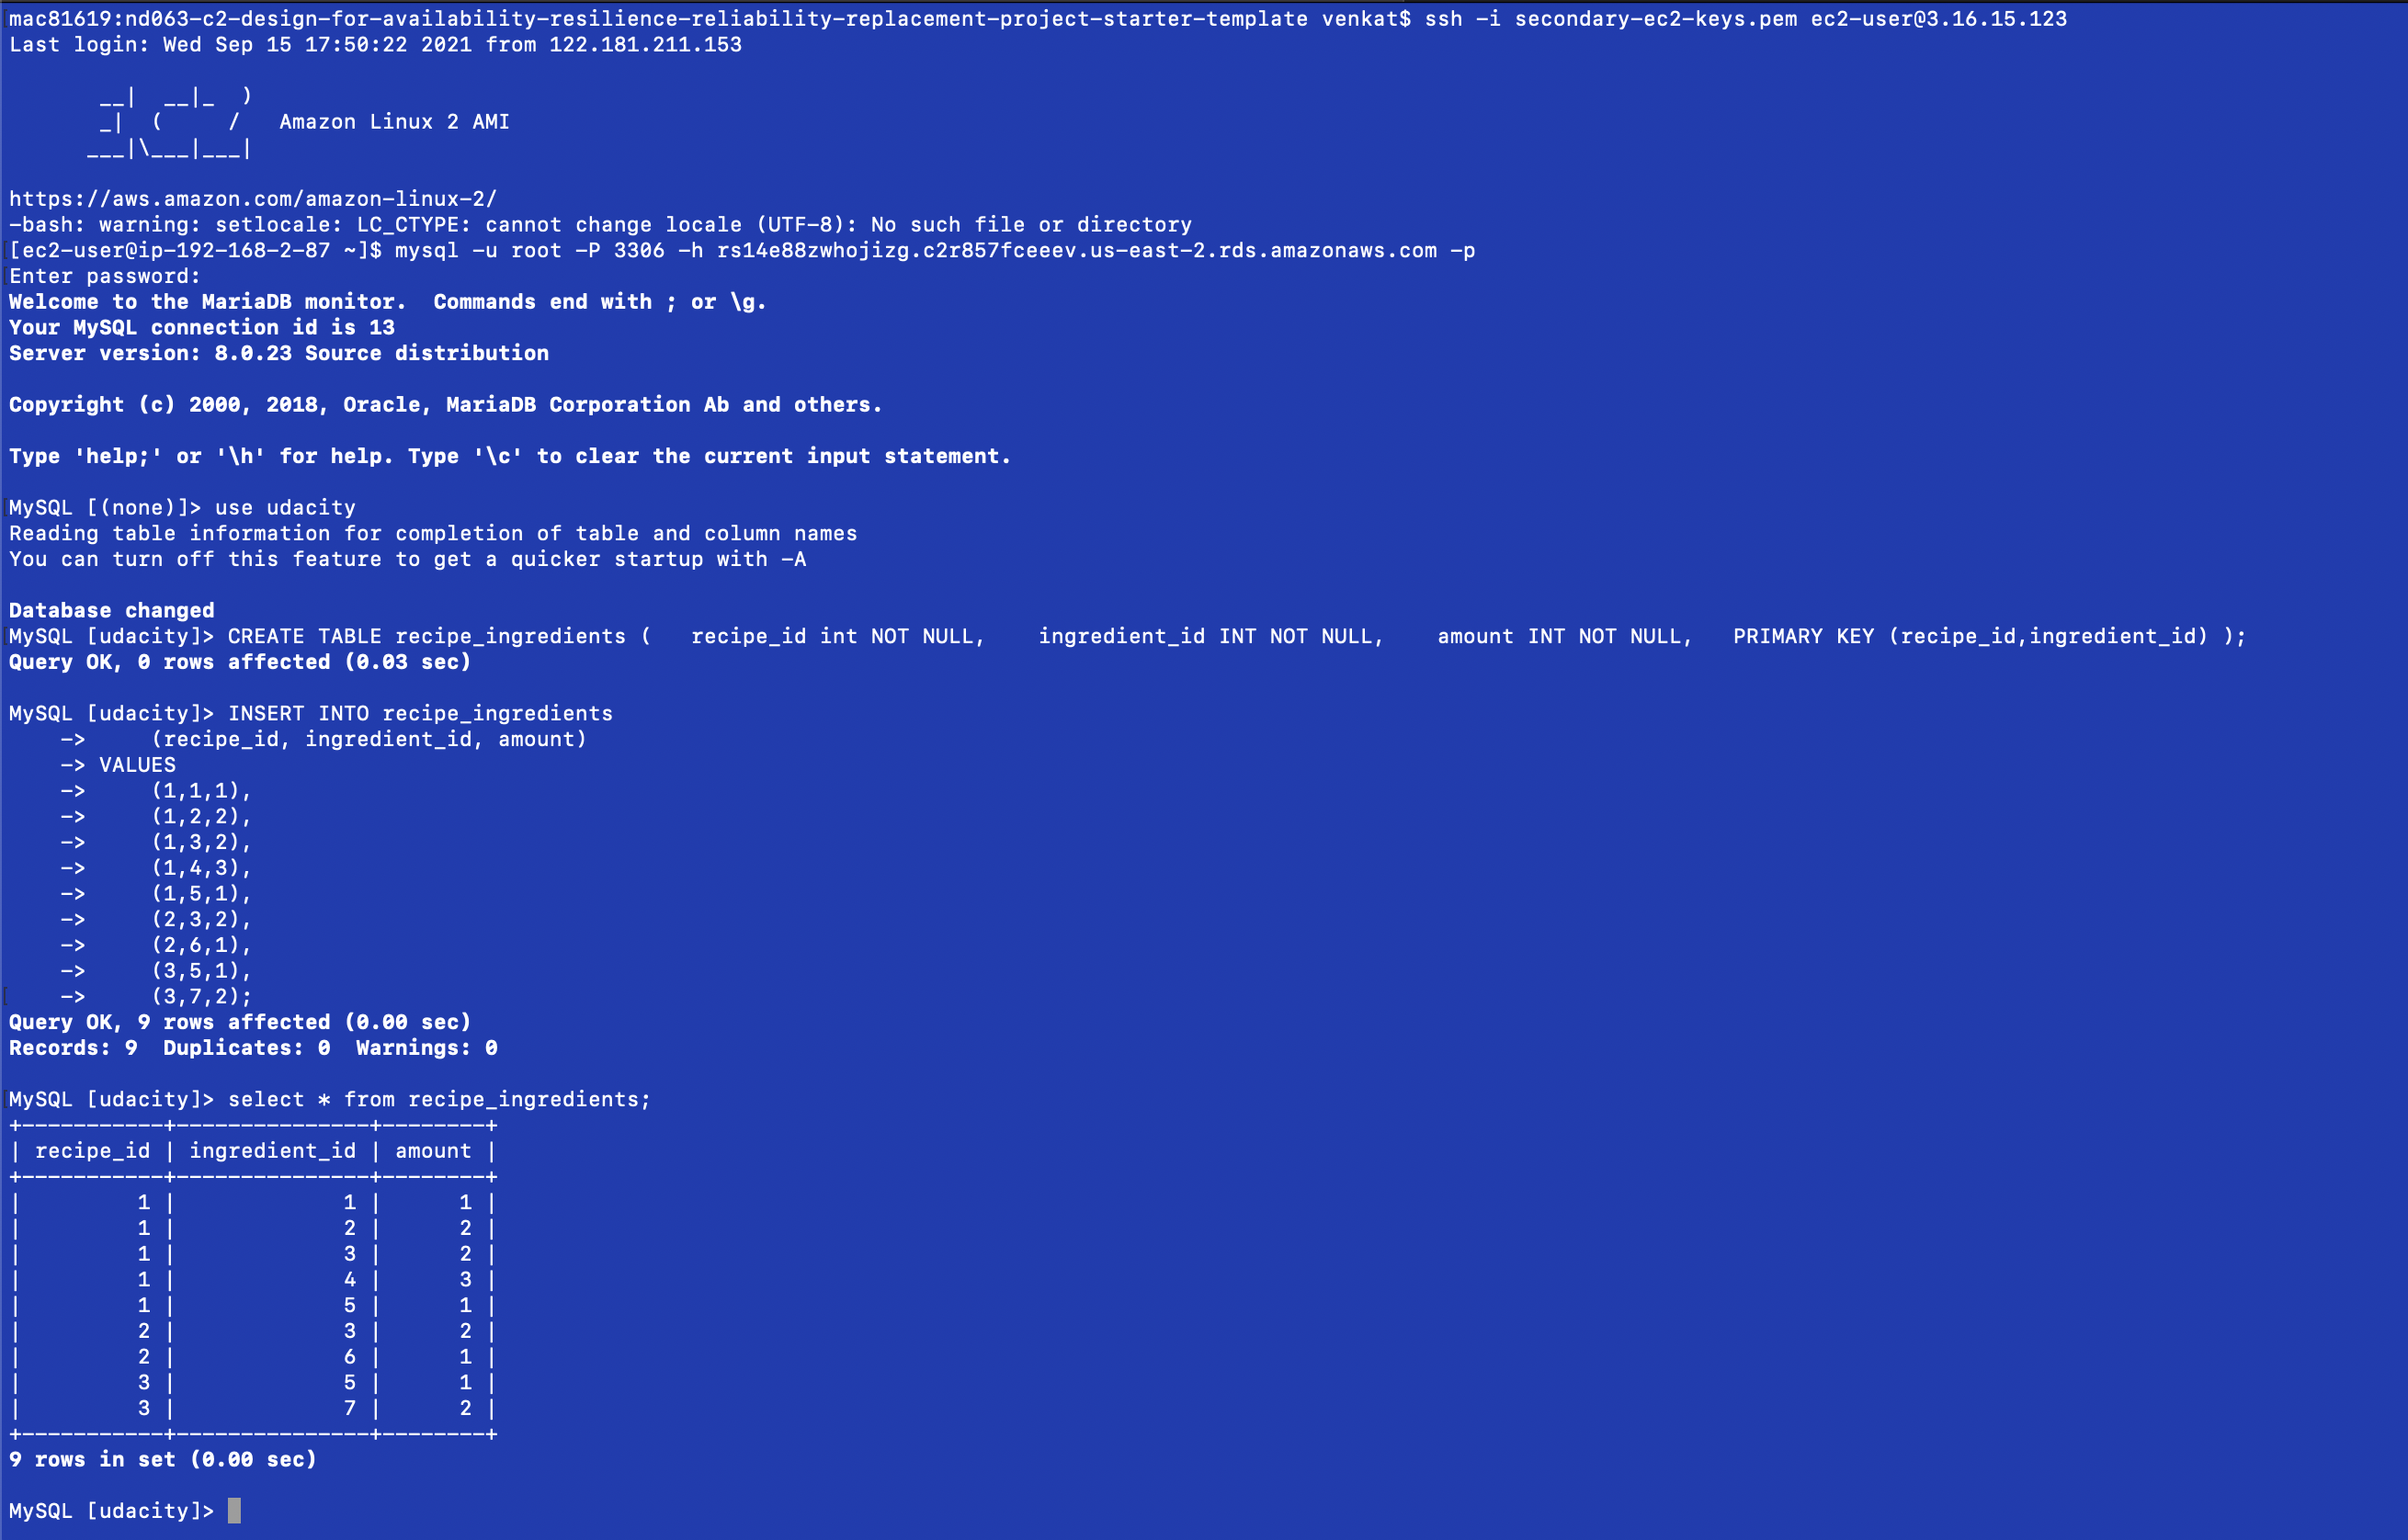 mac81619:nd063-c2-design-for-availability-resilience-reliability-replacement-project-starter-template venkat$ ssh -i secondary-ec2-keys.pem ec2-user@3.16.15.123
Last login: Wed Sep 15 17:50:22 2021 from 122.181.211.153

       __|  __|_  )
       _|  (     /   Amazon Linux 2 AMI
      ___|\___|___|

https://aws.amazon.com/amazon-linux-2/
-bash: warning: setlocale: LC_CTYPE: cannot change locale (UTF-8): No such file or directory
[ec2-user@ip-192-168-2-87 ~]$ mysql -u root -P 3306 -h rs14e88zwhojizg.c2r857fceeev.us-east-2.rds.amazonaws.com -p
Enter password:
Welcome to the MariaDB monitor.  Commands end with ; or \g.
Your MySQL connection id is 13
Server version: 8.0.23 Source distribution

Copyright (c) 2000, 2018, Oracle, MariaDB Corporation Ab and others.

Type 'help;' or '\h' for help. Type '\c' to clear the current input statement.

MySQL [(none)]> use udacity
Reading table information for completion of table and column names
You can turn off this feature to get a quicker startup with -A

Database changed
MySQL [udacity]> CREATE TABLE recipe_ingredients (   recipe_id int NOT NULL,    ingredient_id INT NOT NULL,    amount INT NOT NULL,   PRIMARY KEY (recipe_id,ingredient_id) );
Query OK, 0 rows affected (0.03 sec)

MySQL [udacity]> INSERT INTO recipe_ingredients
    ->     (recipe_id, ingredient_id, amount)
    -> VALUES
    ->     (1,1,1),
    ->     (1,2,2),
    ->     (1,3,2),
    ->     (1,4,3),
    ->     (1,5,1),
    ->     (2,3,2),
    ->     (2,6,1),
    ->     (3,5,1),
    ->     (3,7,2);
Query OK, 9 rows affected (0.00 sec)
Records: 9  Duplicates: 0  Warnings: 0

MySQL [udacity]> select * from recipe_ingredients;
+-----------+---------------+--------+
| recipe_id | ingredient_id | amount |
+-----------+---------------+--------+
|         1 |             1 |      1 |
|         1 |             2 |      2 |
|         1 |             3 |      2 |
|         1 |             4 |      3 |
|         1 |             5 |      1 |
|         2 |             3 |      2 |
|         2 |             6 |      1 |
|         3 |             5 |      1 |
|         3 |             7 |      2 |
+-----------+---------------+--------+
9 rows in set (0.00 sec)

MySQL [udacity]>